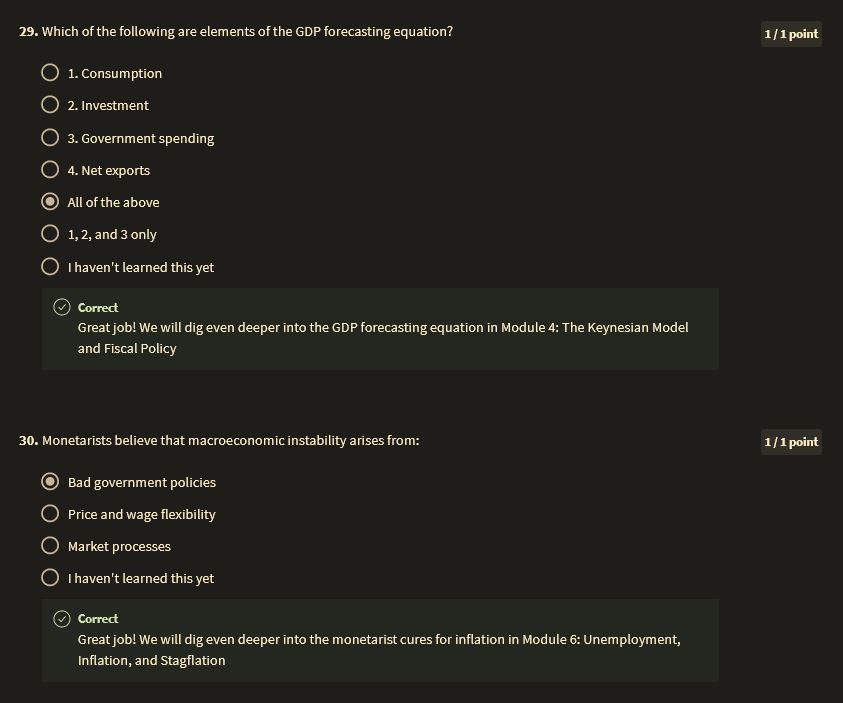 29. Which of the following are elements of the GDP forecasting equation?
1 / 1 point
1. Consumption
2. Investment
3. Government spending
4. Net exports
All of the above
1, 2, and 3 only
I haven't learned this yet
Correct
Great job! We will dig even deeper into the GDP forecasting equation in Module 4: The Keynesian Model
and Fiscal Policy
30. Monetarists believe that macroeconomic instability arises from:
1 / 1 point
Bad government policies
Price and wage flexibility
Market processes
I haven't learned this yet
Correct
Great job! We will dig even deeper into the monetarist cures for inflation in Module 6: Unemployment,
Inflation, and Stagflation